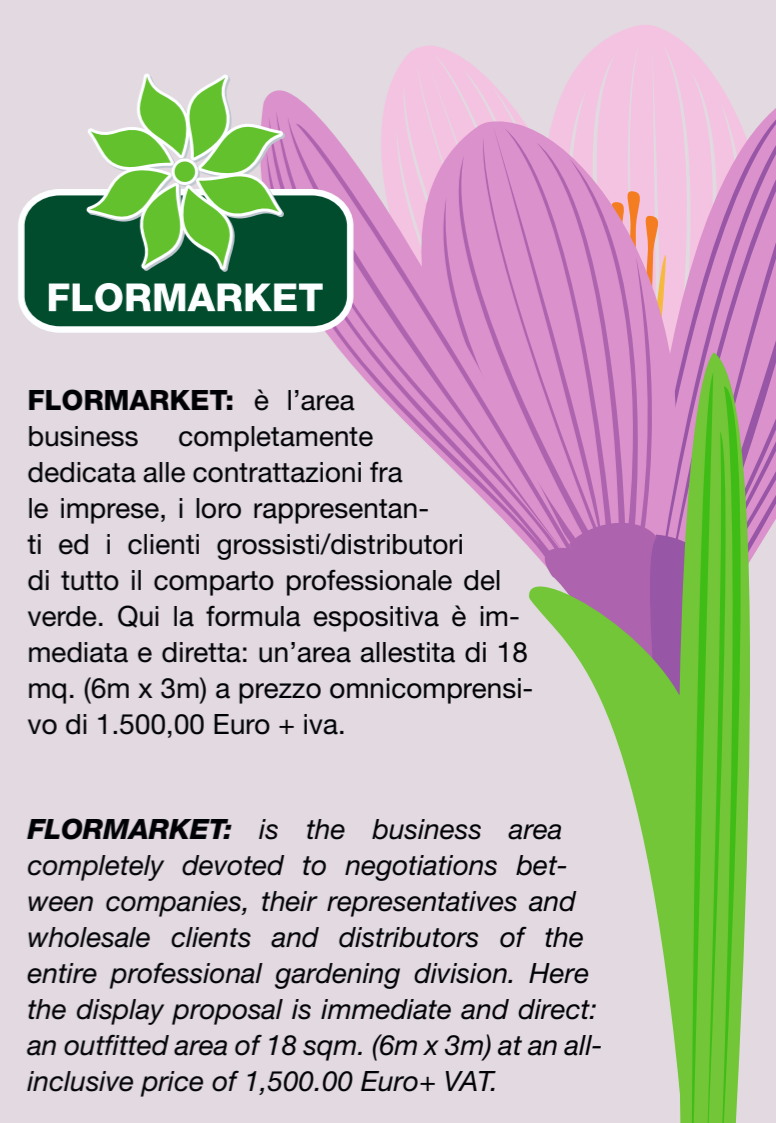 FLORMARKET
FLORMARKET: è l’area
business completamente
dedicata alle contrattazioni fra
le imprese, i loro rappresentan-
ti ed i clienti grossisti/distributori
di tutto il comparto professionale del
verde. Qui la formula espositiva è im-
mediata e diretta: un’area allestita di 18
mq. (6m x 3m) a prezzo omnicomprensi-
vo di 1.500,00 Euro + iva.
FLORMARKET: is the business area
completely devoted to negotiations bet-
ween companies, their representatives and
wholesale clients and distributors of the
entire professional gardening division. Here
the display proposal is immediate and direct:
an outfitted area of 18 sqm. (6m x 3m) at an all-
inclusive price of 1,500.00 Euro+ VAT.